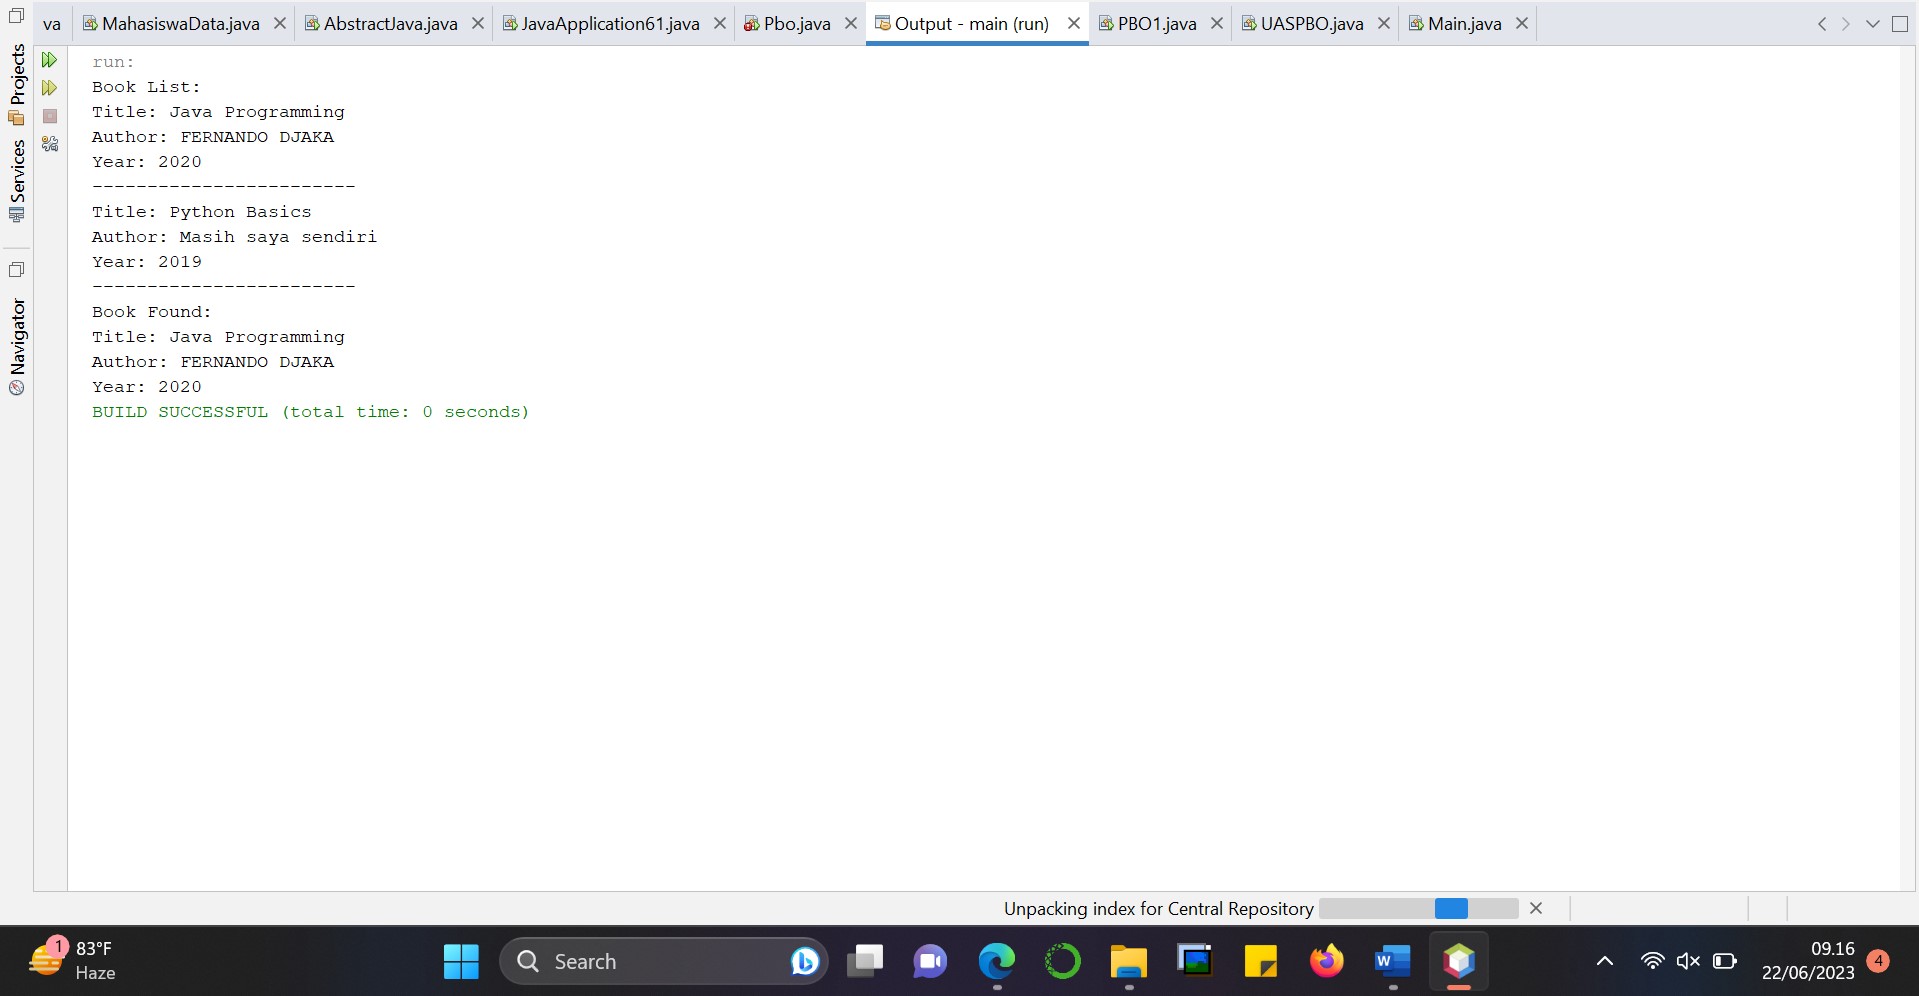 va
MahasiswaData.java
AbstractJava.java
JavaApplication61.java
Pbo.java
Output - main (run)
PBO1.java
UASPBO.java
Main.java
Projects
Services
Navigator
run:
Book List:
Title: Java Programming
Author: FERNANDO DJAKA
Year: 2020
------------------------
Title: Python Basics
Author: Masih saya sendiri
Year: 2019
------------------------
Book Found:
Title: Java Programming
Author: FERNANDO DJAKA
Year: 2020
BUILD SUCCESSFUL (total time: 0 seconds)
Unpacking index for Central Repository
1
83°F
Haze
Search
W
09.16
22/06/2023
4